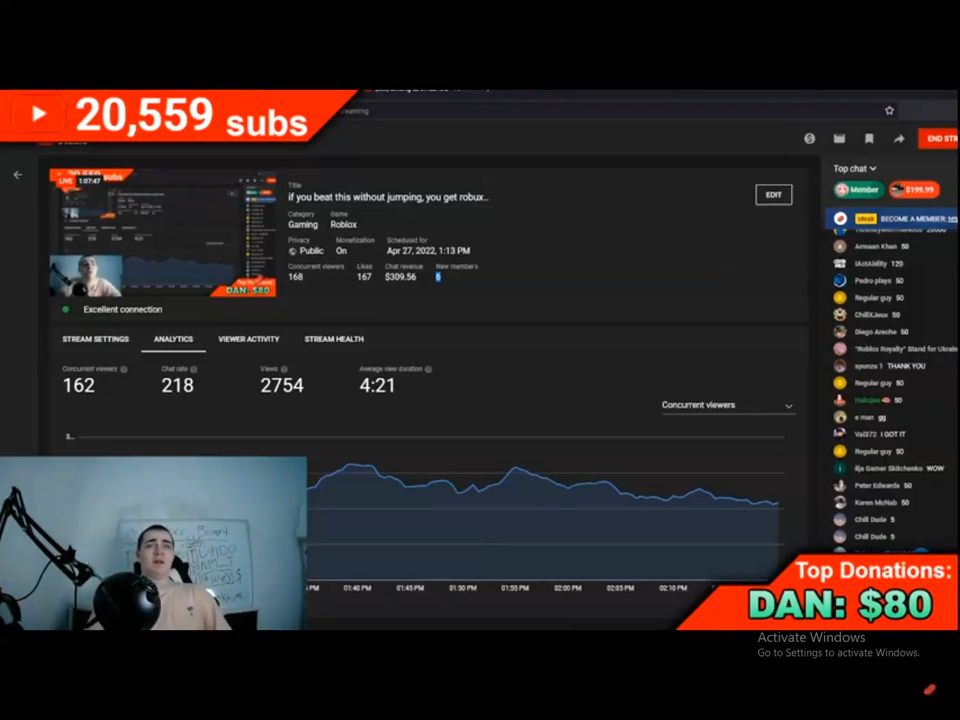 20,559 subs
END STR
LIVE 1:07:47
Title
if you beat this without jumping, you get robux..
EDIT
Category Game
Gaming Roblox
Privacy Monetization Scheduled for
Public On Apr 27, 2022, 1:13 PM
Concurrent viewers Likes Chat revenue New members
168 167 $309.56 6
Excellent connection
STREAM SETTINGS ANALYTICS VIEWER ACTIVITY STREAM HEALTH
Concurrent viewers Chat rate Views Average view duration
162 218 2754 4:21
Concurrent viewers
3...
PM 01:40 PM 01:45 PM 01:50 PM 01:55 PM 02:00 PM 02:05 PM 02:10 PM
Top chat
Member $199.99
steak BECOME A MEMBER:
Armaan Khan 50
iActAbility 120
Pedro plays 50
Regular guy 50
ChillXJeux 50
Diego Areche 50
"Roblox Royalty" Stand for Ukrai
spunzu 1 THANK YOU
Regular guy 50
50
e man gg
Val372 I GOT IT
Regular guy 50
ilja Gamer Skitchenko WOW
Peter Edwards 50
Karen McNab 50
Chill Dude 5
Chill Dude 5
Top Donations:
DAN: $80
Activate Windows
Go to Settings to activate Windows.